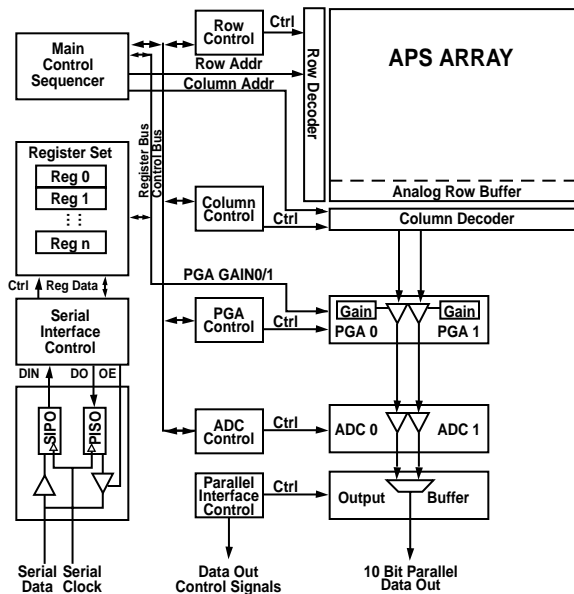 Main
Control
Sequencer
Row
Control
Ctrl
Row Addr
Column Addr
Row Decoder
APS ARRAY
Analog Row Buffer
Column Decoder
Register Bus
Control Bus
Register Set
Reg 0
Reg 1
Reg n
Column
Control
Ctrl
Ctrl
Reg Data
PGA GAIN0/1
Serial
Interface
Control
PGA
Control
Ctrl
Gain
Gain
PGA 0
PGA 1
DIN
DO
OE
SIPO
PISO
ADC
Control
Ctrl
ADC 0
ADC 1
Parallel
Interface
Control
Ctrl
Output
Buffer
Serial
Data
Serial
Clock
Data Out
Control Signals
10 Bit Parallel
Data Out